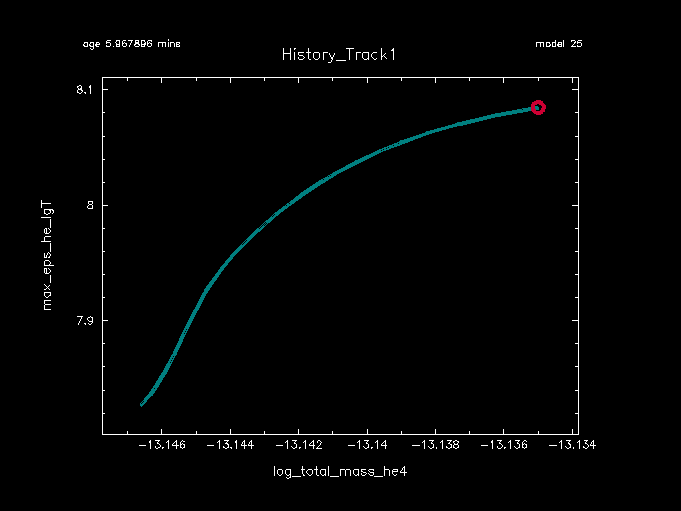 age 5.967896 mins
model 25
History_Track1
8.1
8
7.9
max_eps_he_lgT
−13.146 −13.144 −13.142 −13.14 −13.138 −13.136 −13.134
log_total_mass_he4